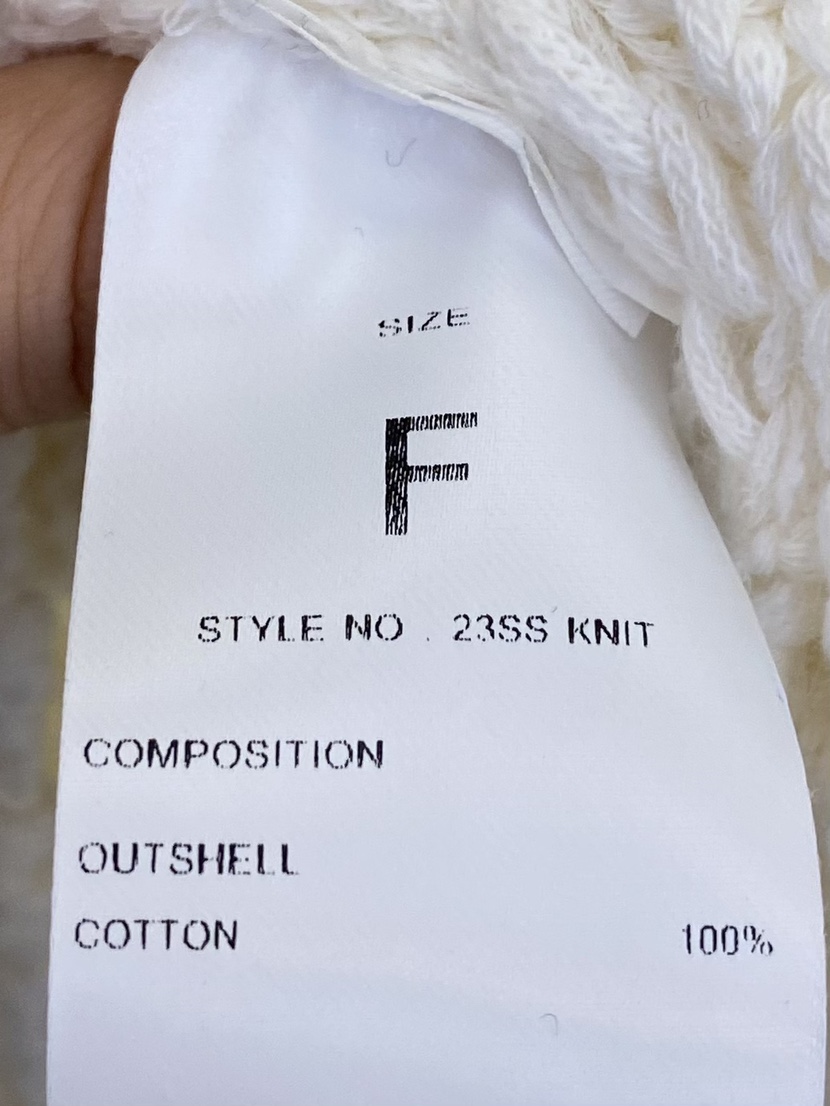 SIZE
F
STYLE NO . 23SS KNIT
COMPOSITION
OUTSHELL
COTTON 100%